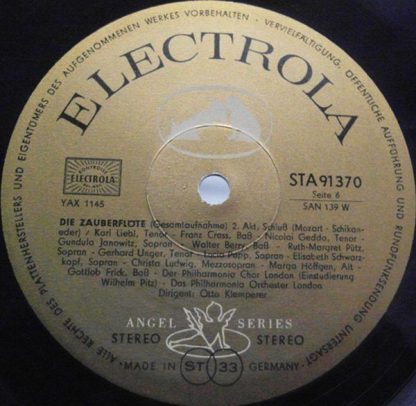 ALLE RECHTE DES PLATTENHERSTELLERS UND EIGENTÜMERS DES AUFGENOMMENEN WERKES VORBEHALTEN · VERVIELFÄLTIGUNG, ÖFFENTLICHE AUFFÜHRUNG UND RUNDFUNKSENDUNG UNTERSAGT
ELECTROLA
ELECTROLA
YAX 1145
STA 91370
Seite 6
SAN 139 W
DIE ZAUBERFLÖTE (Gesamtaufnahme) 2. Akt, Schluß (Mozart - Schikan-
eder) / Karl Liebl, Tenor - Franz Crass, Baß - Nicolai Gedda, Tenor -
Gundula Janowitz, Sopran - Walter Berry, Baß - Ruth-Margret Pütz,
Sopran - Gerhard Unger, Tenor - Lucia Popp, Sopran - Elisabeth Schwarz-
kopf, Sopran - Christa Ludwig, Mezzosopran - Marga Höffgen, Alt -
Gottlob Frick, Baß - Der Philharmonia Chor London (Einstudierung
Wilhelm Pitz) - Das Philharmonia Orchester London
Dirigent: Otto Klemperer
ANGEL SERIES
STEREO STEREO
MADE IN ST 33 GERMANY